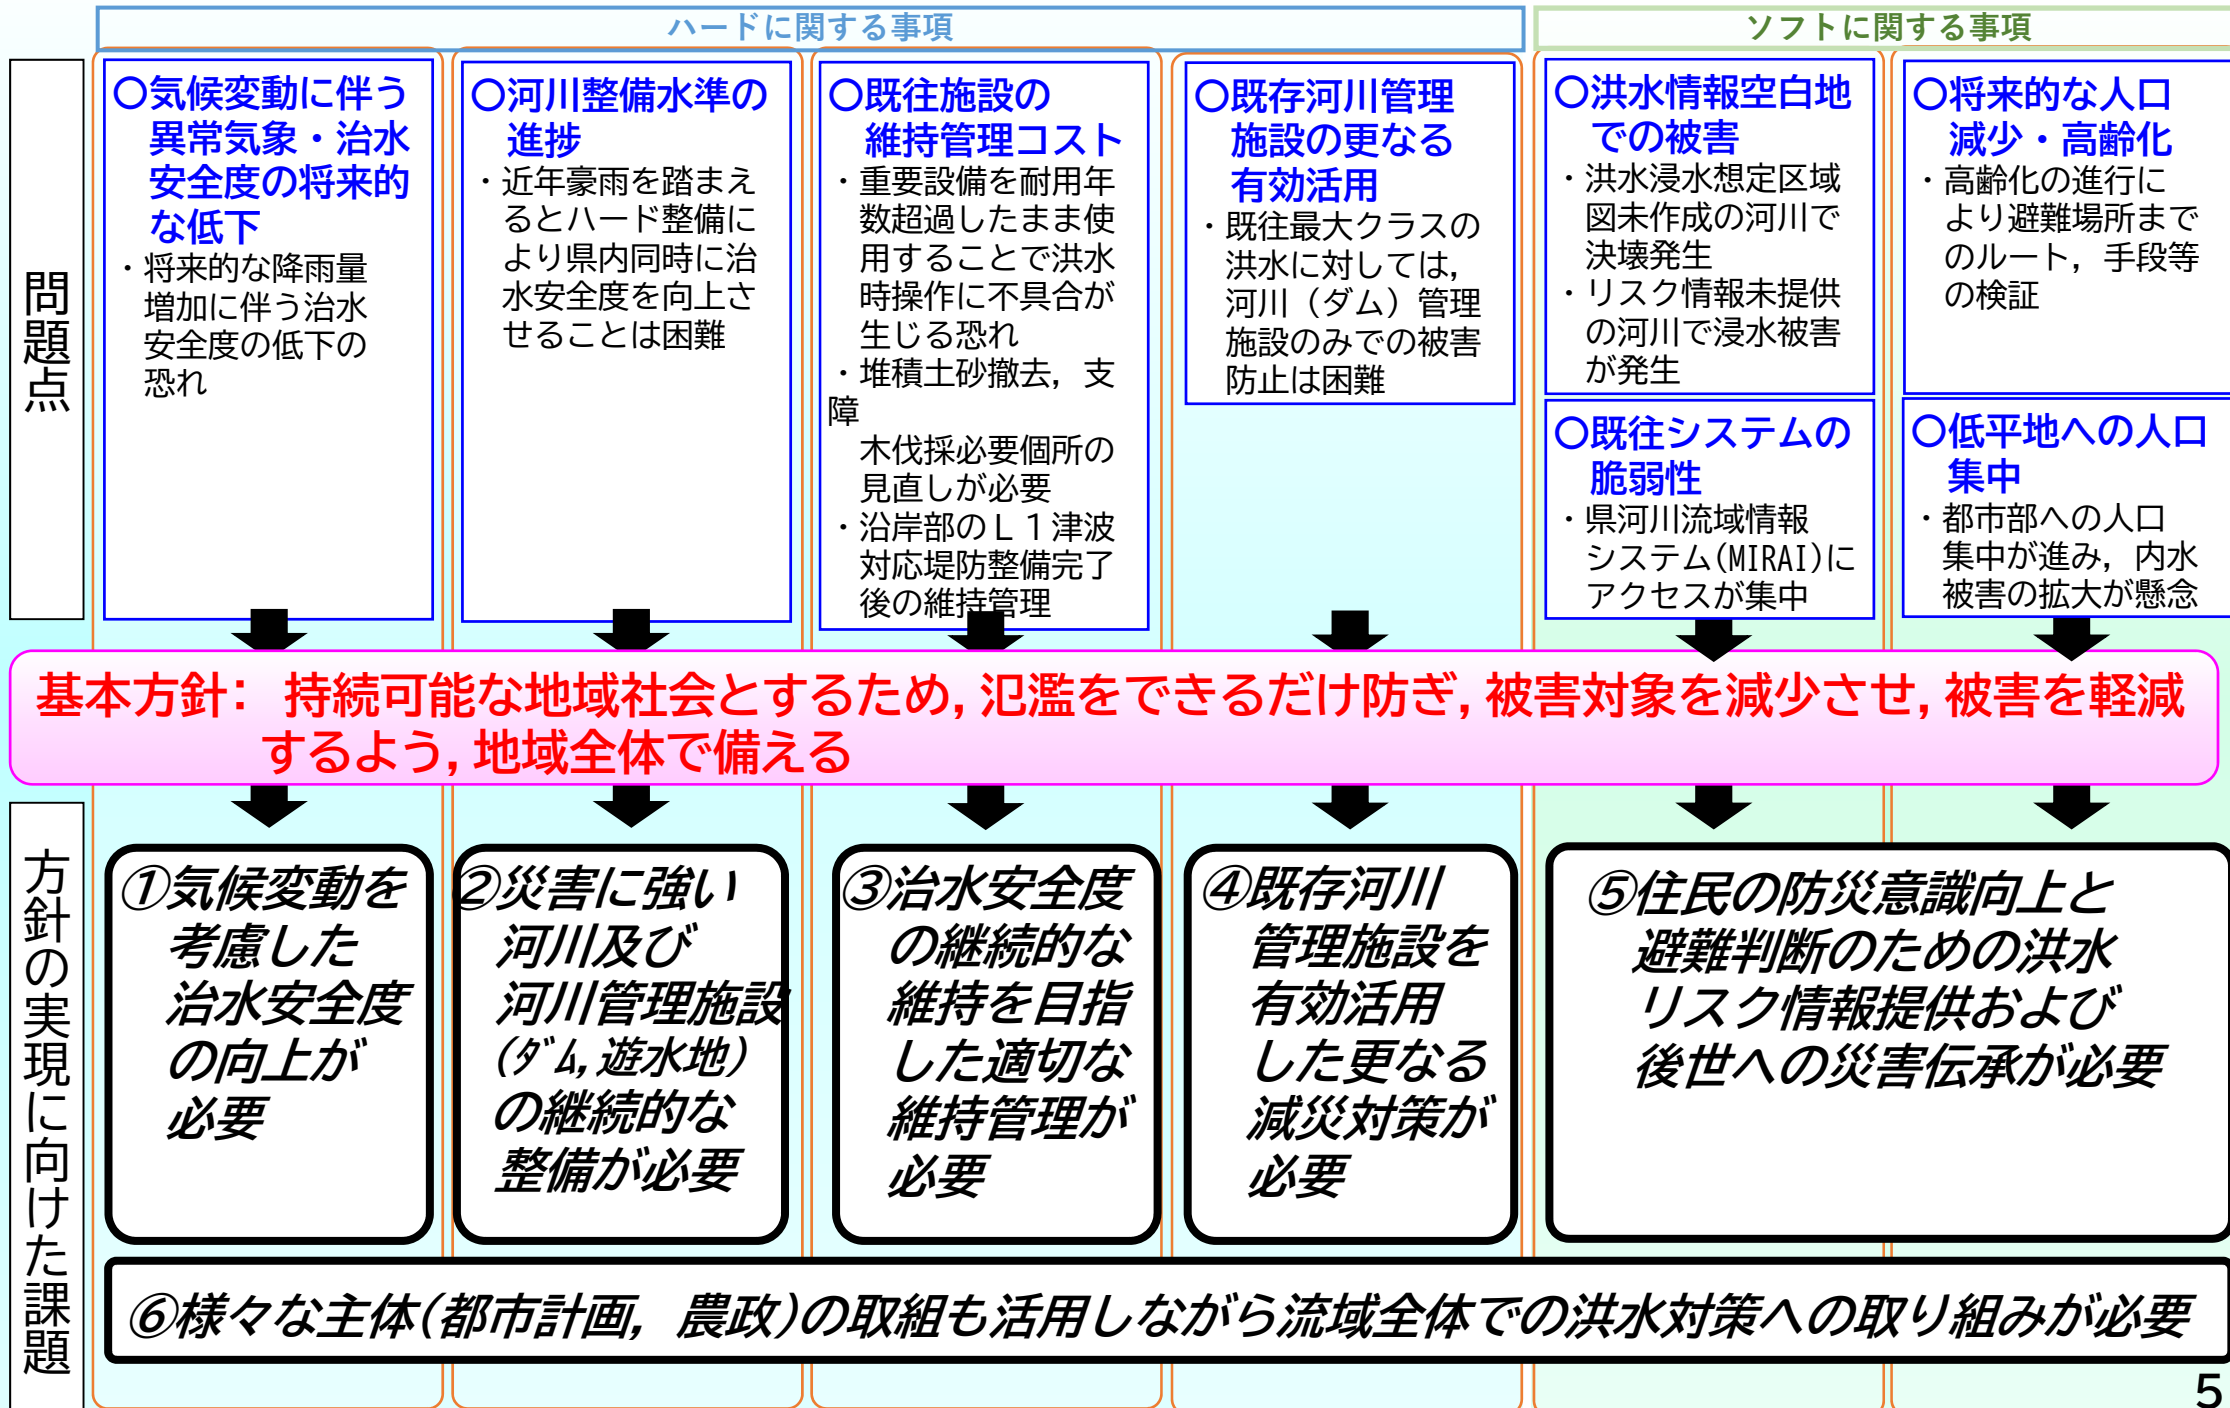 ハードに関する事項
ソフトに関する事項
問題点
〇気候変動に伴う
異常気象・治水
安全度の将来的
な低下
・将来的な降雨量
増加に伴う治水
安全度の低下の
恐れ
〇河川整備水準の
進捗
・近年豪雨を踏まえ
るとハード整備に
より県内同時に治
水安全度を向上さ
せることは困難
〇既往施設の
維持管理コスト
・重要設備を耐用年
数超過したまま使
用することで洪水
時操作に不具合が
生じる恐れ
・堆積土砂撤去，支
障
木伐採必要個所の
見直しが必要
・沿岸部のＬ１津波
対応堤防整備完了
後の維持管理
〇既存河川管理
施設の更なる
有効活用
・既往最大クラスの
洪水に対しては，
河川（ダム）管理
施設のみでの被害
防止は困難
〇洪水情報空白地
での被害
・洪水浸水想定区域
図未作成の河川で
決壊発生
・リスク情報未提供
の河川で浸水被害
が発生
〇既往システムの
脆弱性
・県河川流域情報
システム(MIRAI)に
アクセスが集中
〇将来的な人口
減少・高齢化
・高齢化の進行に
より避難場所まで
のルート，手段等
の検証
〇低平地への人口
集中
・都市部への人口
集中が進み，内水
被害の拡大が懸念
基本方針： 持続可能な地域社会とするため，氾濫をできるだけ防ぎ，被害対象を減少させ，被害を軽減
するよう，地域全体で備える
方針の実現に向けた課題
①気候変動を
考慮した
治水安全度
の向上が
必要
②災害に強い
河川及び
河川管理施設
(ﾀﾞﾑ,遊水地）
の継続的な
整備が必要
③治水安全度
の継続的な
維持を目指
した適切な
維持管理が
必要
④既存河川
管理施設を
有効活用
した更なる
減災対策が
必要
⑤住民の防災意識向上と
避難判断のための洪水
リスク情報提供および
後世への災害伝承が必要
⑥様々な主体(都市計画，農政)の取組も活用しながら流域全体での洪水対策への取り組みが必要
5